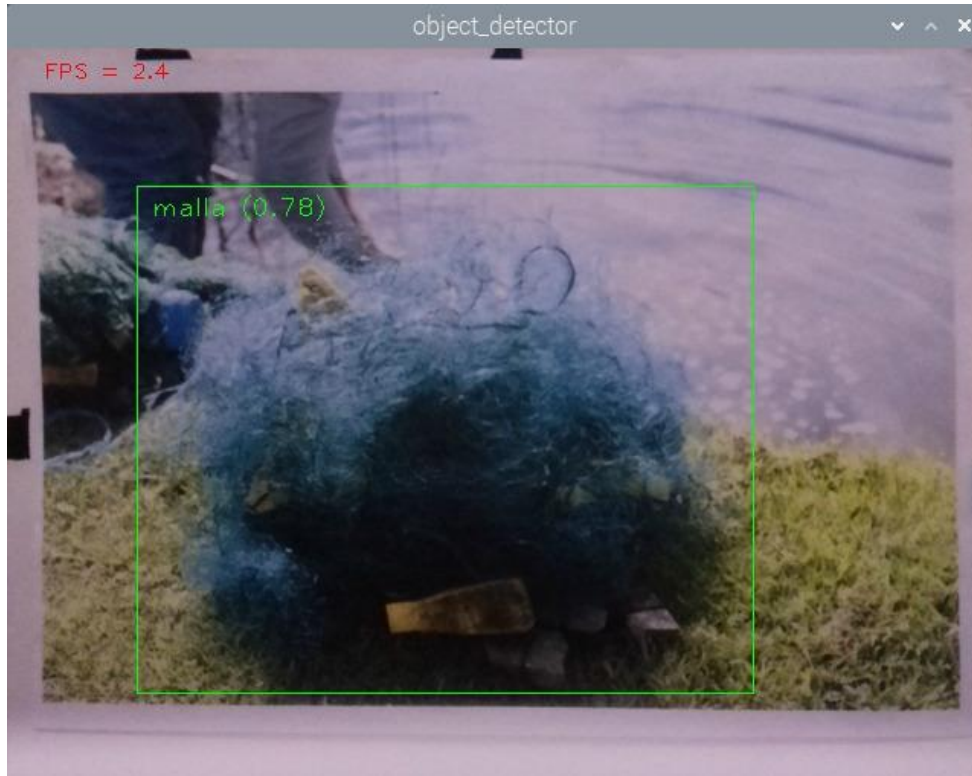 object_detector
FPS = 2.4
malla (0.78)